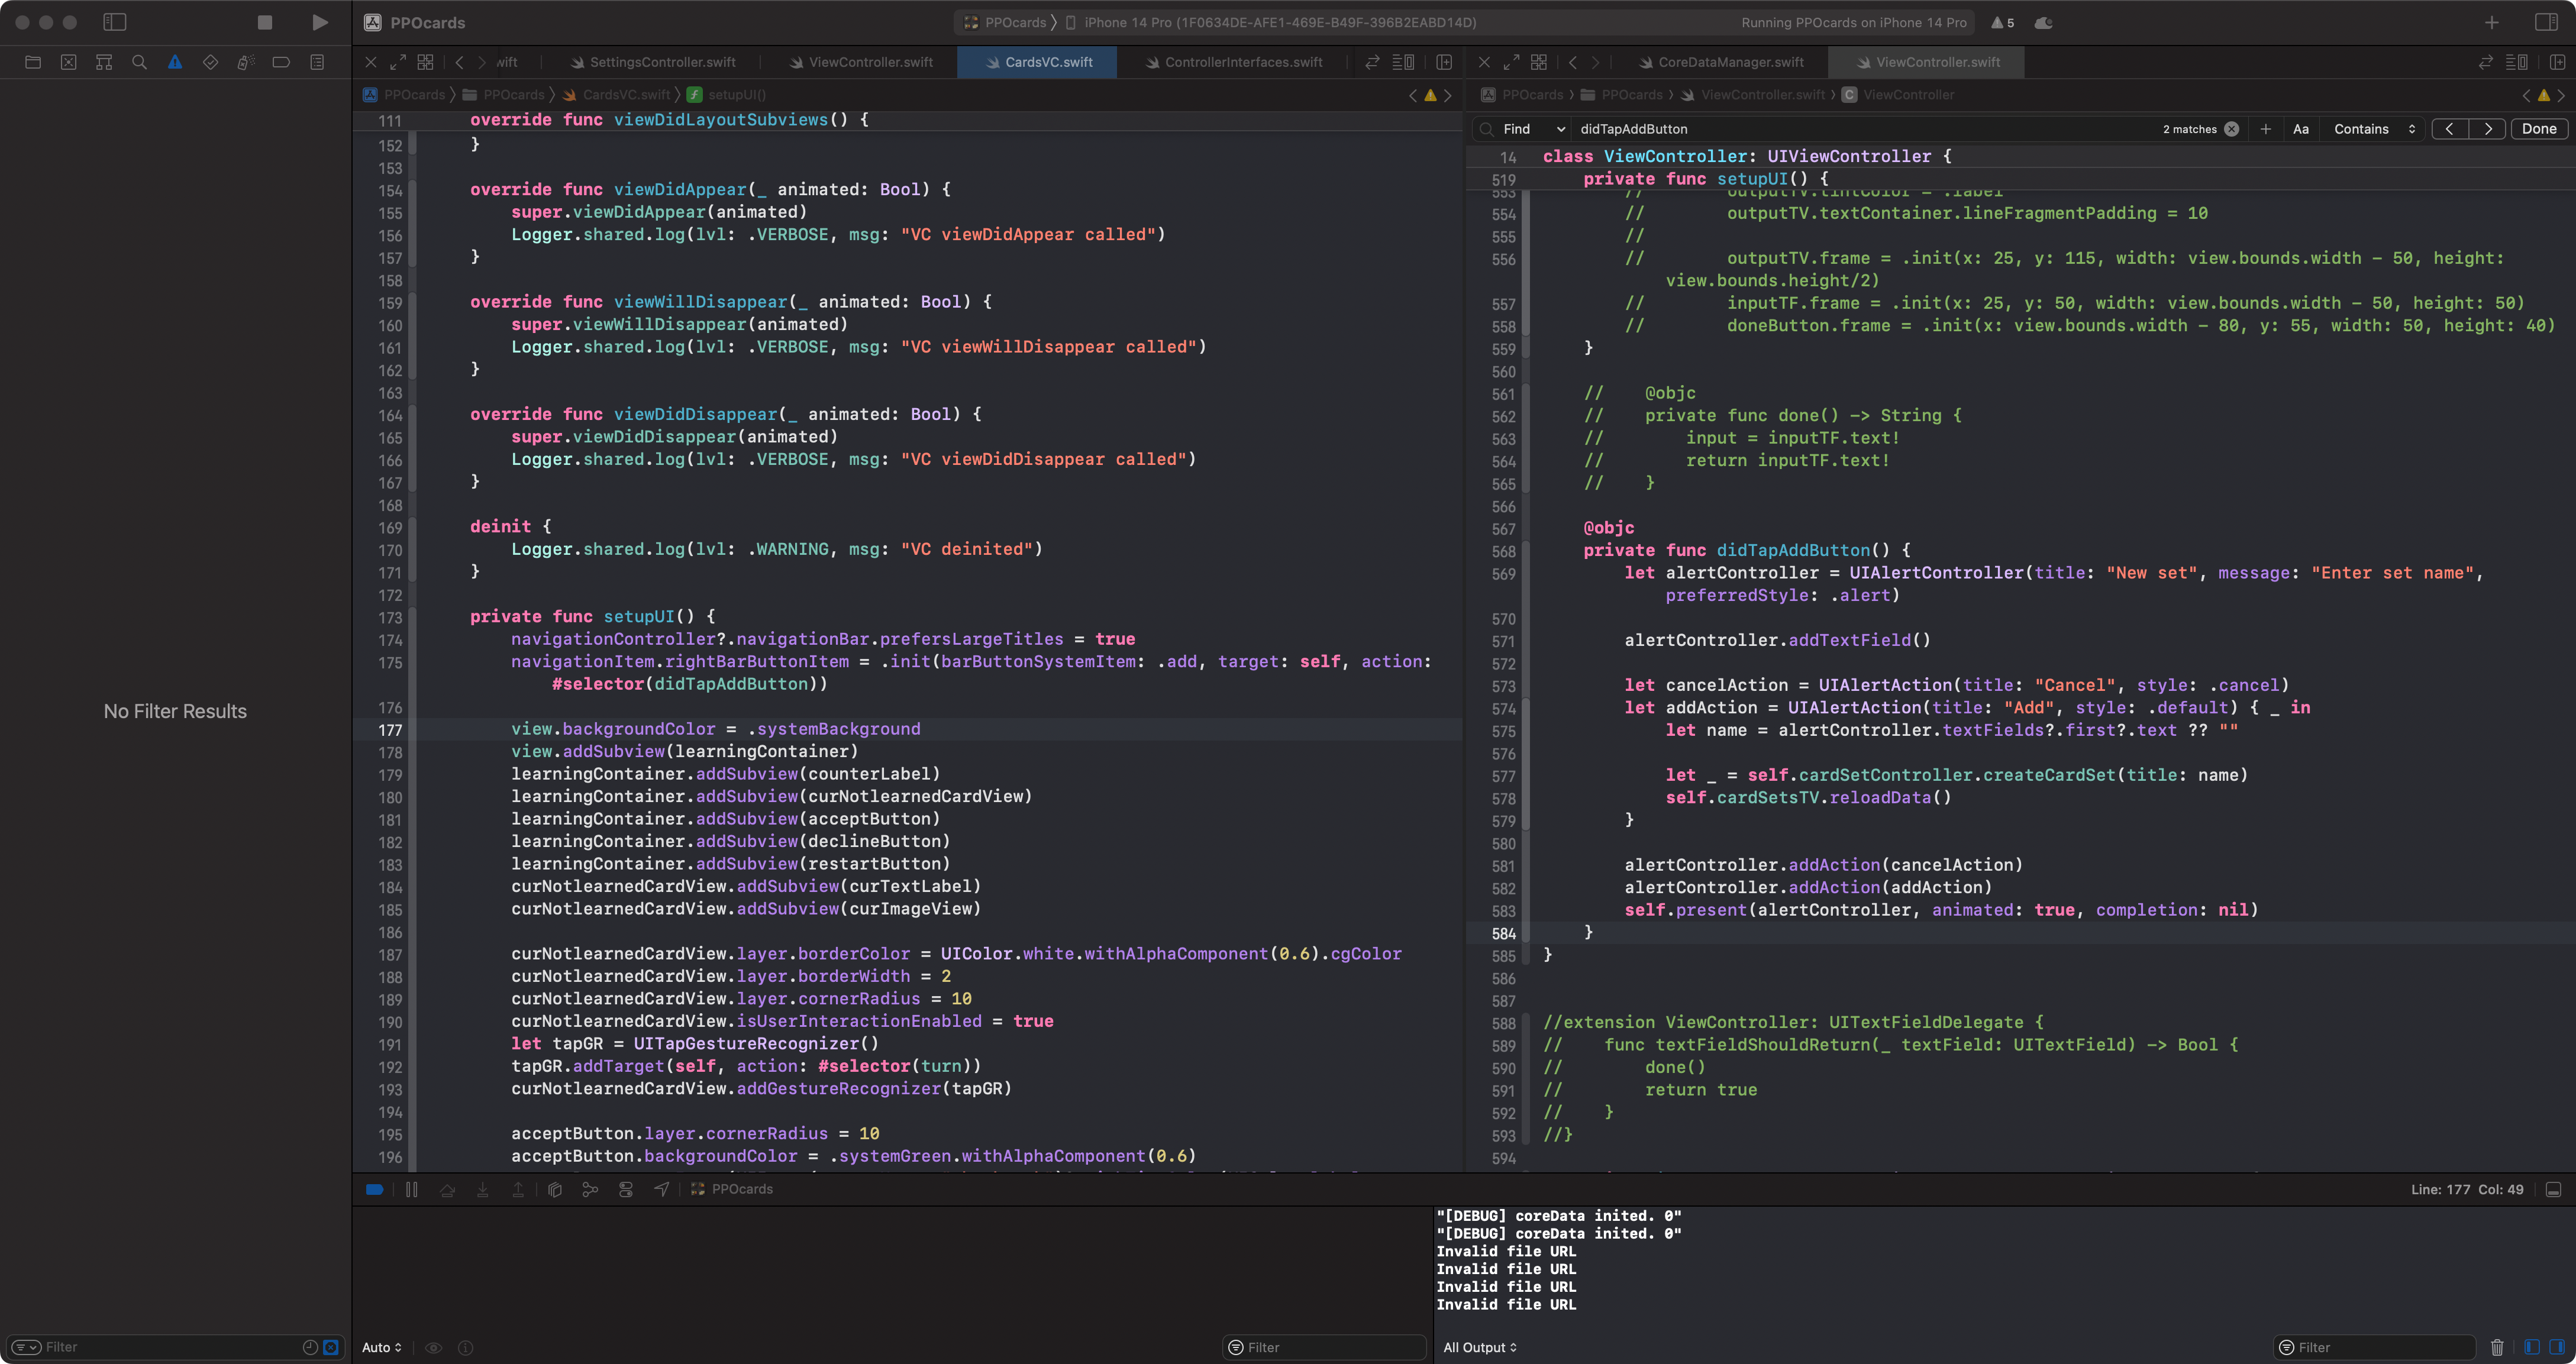 PPOcards
PPOcards
iPhone 14 Pro (1F0634DE-AFE1-469E-B49F-396B2EABD14D)
Running PPOcards on iPhone 14 Pro
5
wift
SettingsController.swift
ViewController.swift
CardsVC.swift
ControllerInterfaces.swift
CoreDataManager.swift
ViewController.swift
PPOcards
PPOcards
CardsVC.swift
setupUI()
PPOcards
PPOcards
ViewController.swift
C
ViewController
No Filter Results
Filter
111 override func viewDidLayoutSubviews() {
152 }
153
154 override func viewDidAppear(_ animated: Bool) {
155 super.viewDidAppear(animated)
156 Logger.shared.log(lvl: .VERBOSE, msg: "VC viewDidAppear called")
157 }
158
159 override func viewWillDisappear(_ animated: Bool) {
160 super.viewWillDisappear(animated)
161 Logger.shared.log(lvl: .VERBOSE, msg: "VC viewWillDisappear called")
162 }
163
164 override func viewDidDisappear(_ animated: Bool) {
165 super.viewDidDisappear(animated)
166 Logger.shared.log(lvl: .VERBOSE, msg: "VC viewDidDisappear called")
167 }
168
169 deinit {
170 Logger.shared.log(lvl: .WARNING, msg: "VC deinited")
171 }
172
173 private func setupUI() {
174 navigationController?.navigationBar.prefersLargeTitles = true
175 navigationItem.rightBarButtonItem = .init(barButtonSystemItem: .add, target: self, action:
#selector(didTapAddButton))
176
177 view.backgroundColor = .systemBackground
178 view.addSubview(learningContainer)
179 learningContainer.addSubview(counterLabel)
180 learningContainer.addSubview(curNotlearnedCardView)
181 learningContainer.addSubview(acceptButton)
182 learningContainer.addSubview(declineButton)
183 learningContainer.addSubview(restartButton)
184 curNotlearnedCardView.addSubview(curTextLabel)
185 curNotlearnedCardView.addSubview(curImageView)
186
187 curNotlearnedCardView.layer.borderColor = UIColor.white.withAlphaComponent(0.6).cgColor
188 curNotlearnedCardView.layer.borderWidth = 2
189 curNotlearnedCardView.layer.cornerRadius = 10
190 curNotlearnedCardView.isUserInteractionEnabled = true
191 let tapGR = UITapGestureRecognizer()
192 tapGR.addTarget(self, action: #selector(turn))
193 curNotlearnedCardView.addGestureRecognizer(tapGR)
194
195 acceptButton.layer.cornerRadius = 10
196 acceptButton.backgroundColor = .systemGreen.withAlphaComponent(0.6)
Find didTapAddButton 2 matches Aa Contains Done
14 class ViewController: UIViewController {
519 private func setupUI() {
553 // outputTV.tintColor = .label
554 // outputTV.textContainer.lineFragmentPadding = 10
555 //
556 // outputTV.frame = .init(x: 25, y: 115, width: view.bounds.width - 50, height:
view.bounds.height/2)
557 // inputTF.frame = .init(x: 25, y: 50, width: view.bounds.width - 50, height: 50)
558 // doneButton.frame = .init(x: view.bounds.width - 80, y: 55, width: 50, height: 40)
559 }
560
561 // @objc
562 // private func done() -> String {
563 // input = inputTF.text!
564 // return inputTF.text!
565 // }
566
567 @objc
568 private func didTapAddButton() {
569 let alertController = UIAlertController(title: "New set", message: "Enter set name",
preferredStyle: .alert)
570
571 alertController.addTextField()
572
573 let cancelAction = UIAlertAction(title: "Cancel", style: .cancel)
574 let addAction = UIAlertAction(title: "Add", style: .default) { _ in
575 let name = alertController.textFields?.first?.text ?? ""
576
577 let _ = self.cardSetController.createCardSet(title: name)
578 self.cardSetsTV.reloadData()
579 }
580
581 alertController.addAction(cancelAction)
582 alertController.addAction(addAction)
583 self.present(alertController, animated: true, completion: nil)
584 }
585 }
586
587
588 //extension ViewController: UITextFieldDelegate {
589 // func textFieldShouldReturn(_ textField: UITextField) -> Bool {
590 // done()
591 // return true
592 // }
593 //}
594
PPOcards
Line: 177 Col: 49
"[DEBUG] coreData inited. 0"
"[DEBUG] coreData inited. 0"
Invalid file URL
Invalid file URL
Invalid file URL
Invalid file URL
Auto
Filter
All Output
Filter